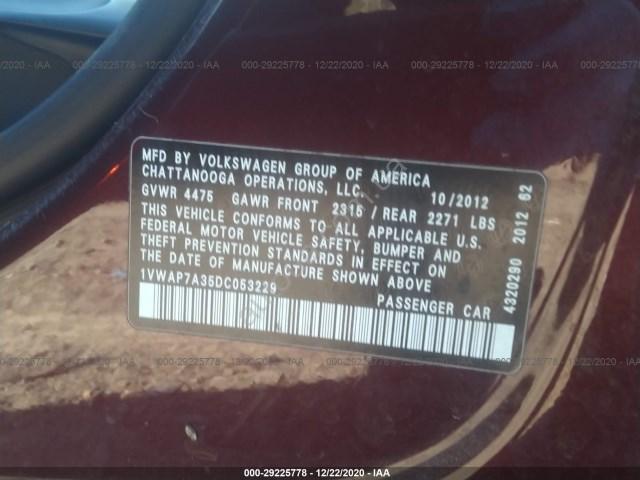 000-29225778 - 12/22/2020 - IAA
MFD BY VOLKSWAGEN GROUP OF AMERICA
CHATTANOOGA OPERATIONS, LLC. 10/2012
GVWR 4475 GAWR FRONT 2315/ REAR 2271 LBS
THIS VEHICLE CONFORMS TO ALL APPLICABLE U.S.
FEDERAL MOTOR VEHICLE SAFETY, BUMPER AND
THEFT PREVENTION STANDARDS IN EFFECT ON
THE DATE OF MANUFACTURE SHOWN ABOVE
1VWAP7A35DC053229 PASSENGER CAR
4320290 2012 62
000-29225778 - 12/22/2020 - IAA